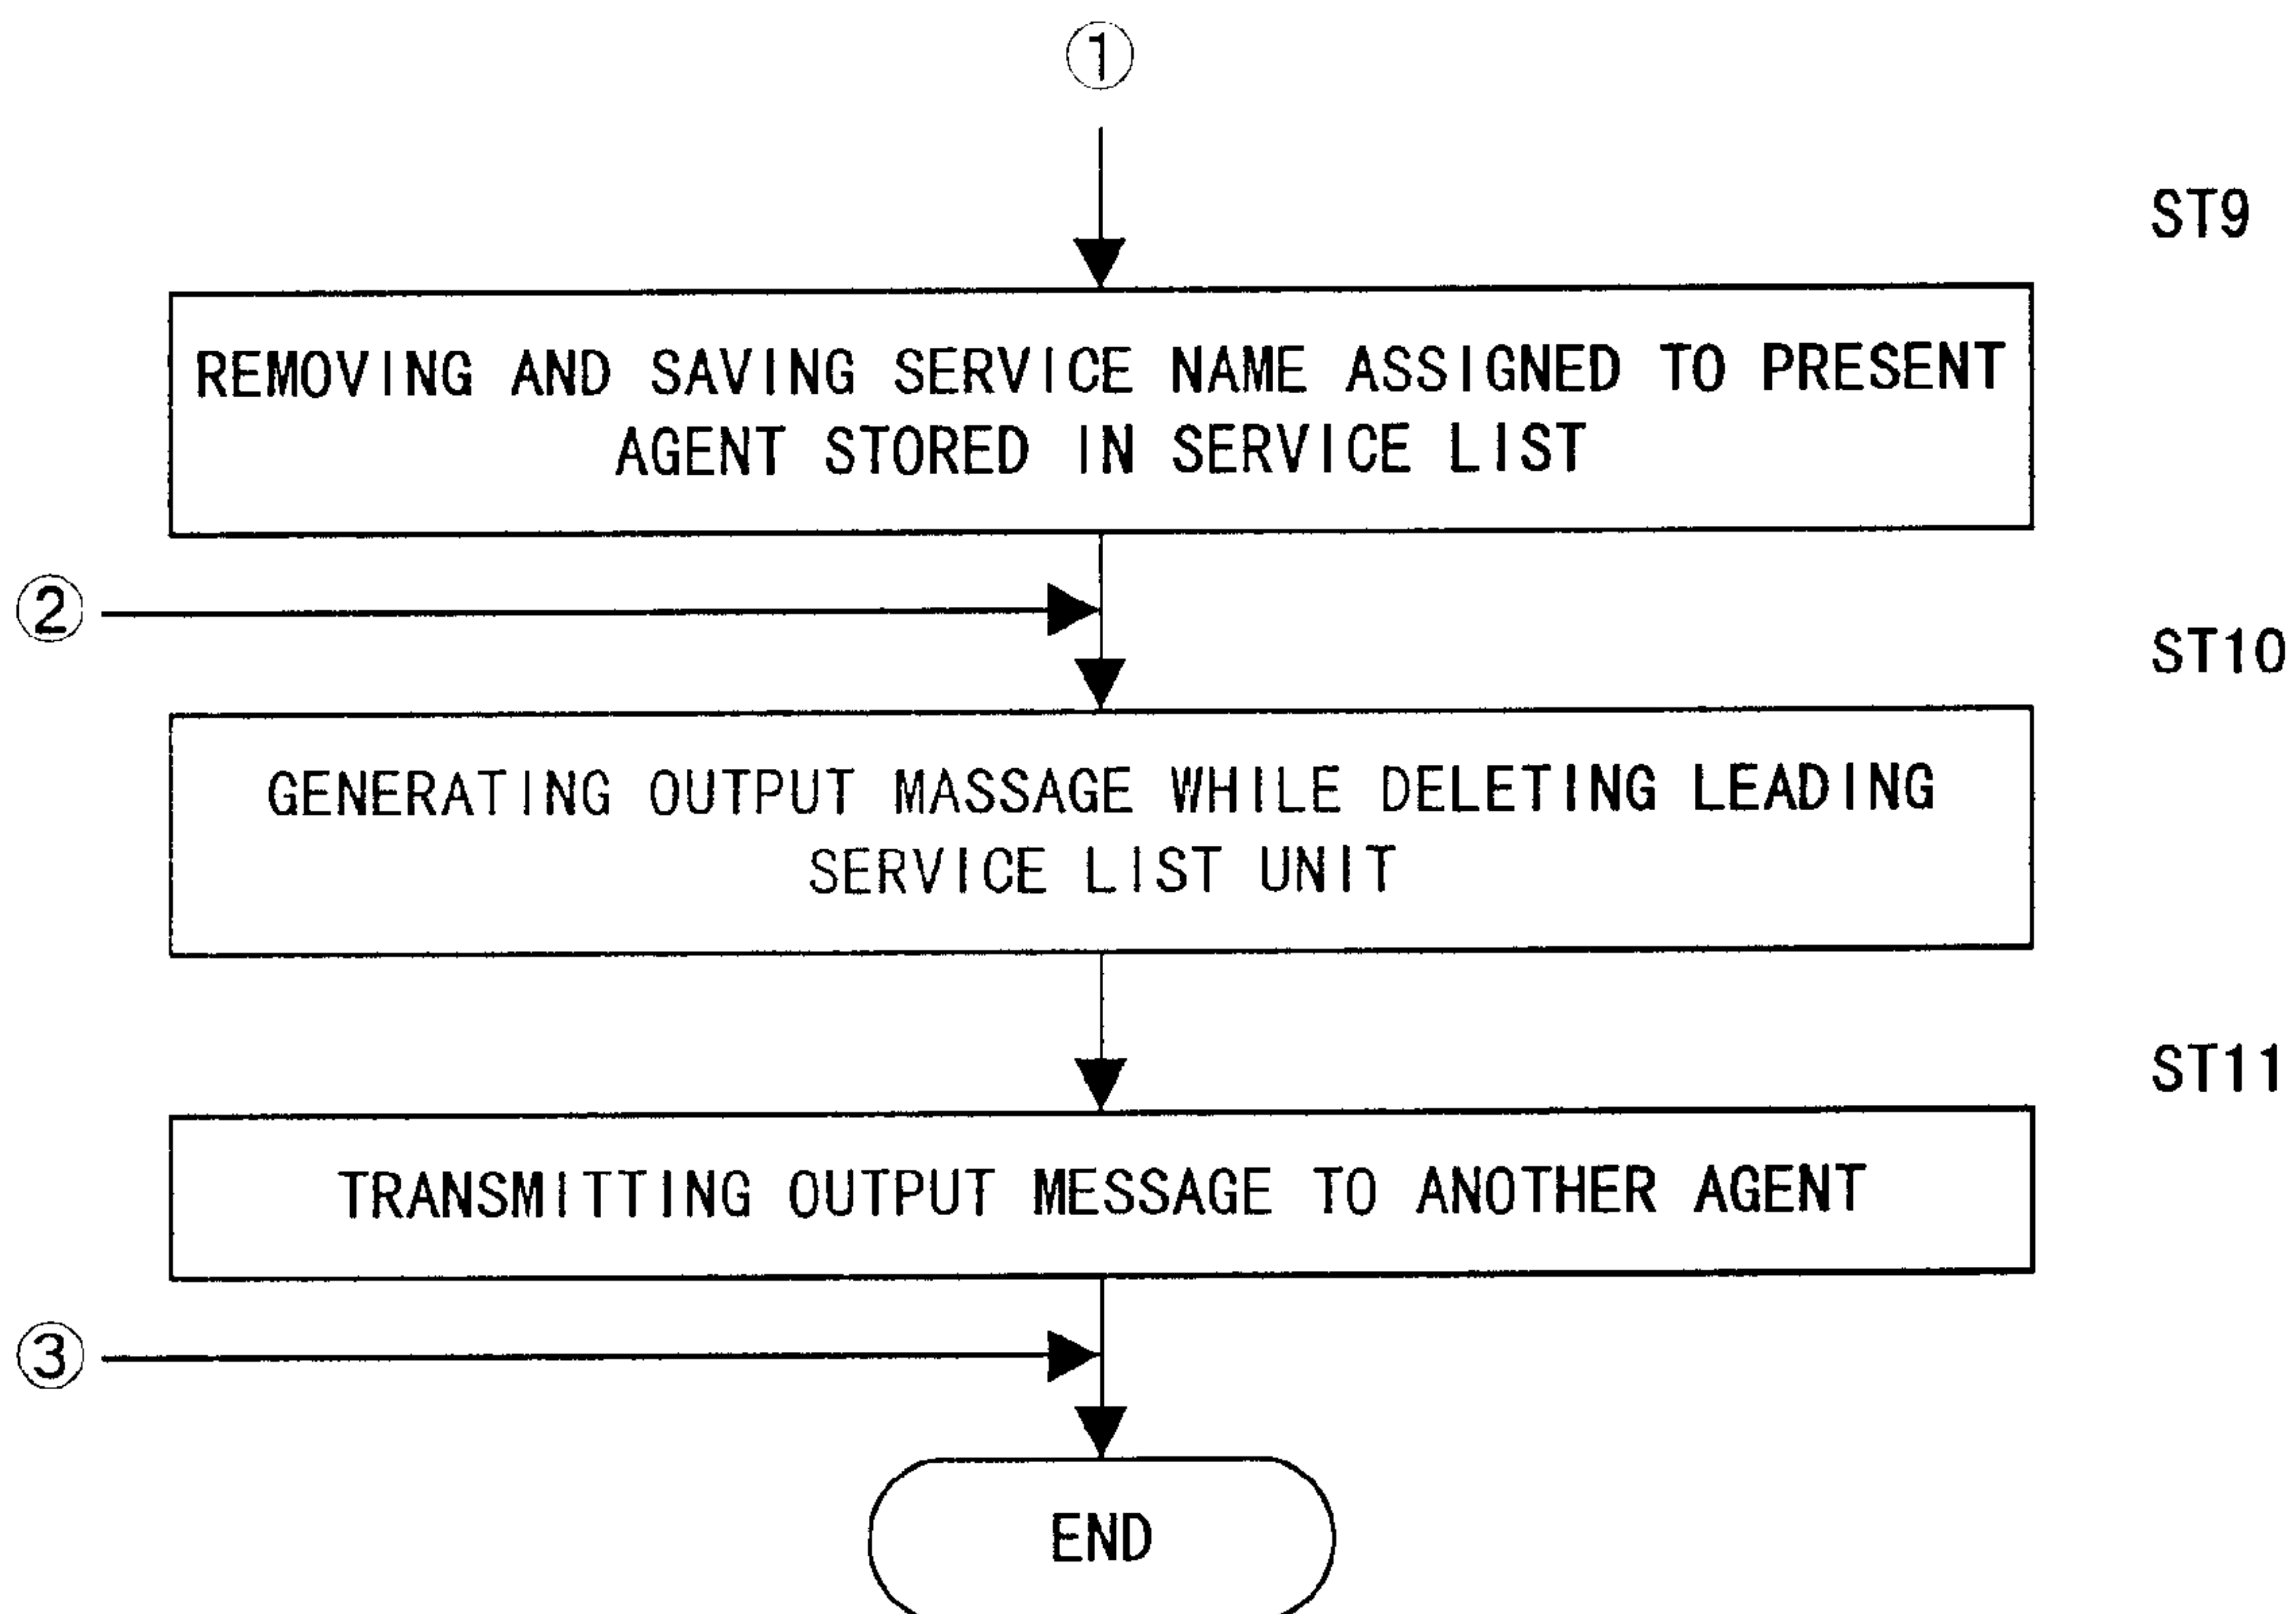 ①
ST9
REMOVING AND SAVING SERVICE NAME ASSIGNED TO PRESENT
AGENT STORED IN SERVICE LIST
②
ST10
GENERATING OUTPUT MASSAGE WHILE DELETING LEADING
SERVICE LIST UNIT
ST11
TRANSMITTING OUTPUT MESSAGE TO ANOTHER AGENT
③
END